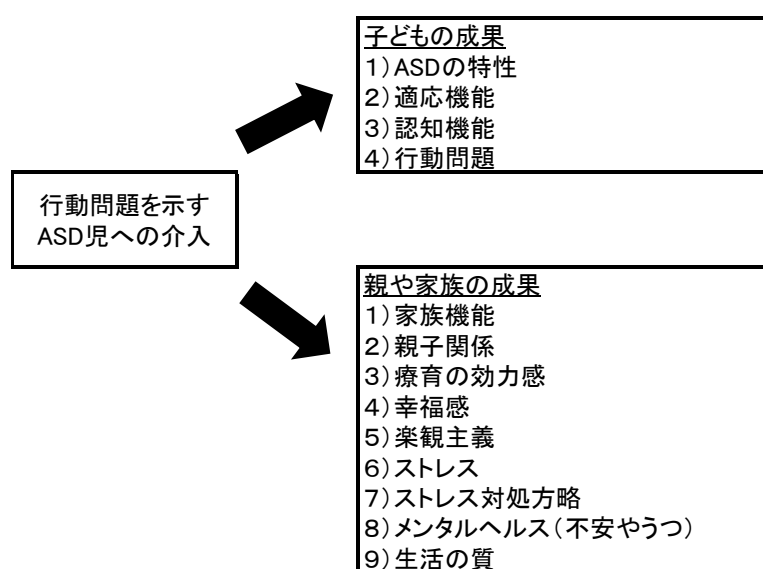 子どもの成果
1)ASDの特性
2)適応機能
3)認知機能
4)行動問題
行動問題を示す
ASD児への介入
親や家族の成果
1)家族機能
2)親子関係
3)療育の効力感
4)幸福感
5)楽観主義
6)ストレス
7)ストレス対処方略
8)メンタルヘルス(不安やうつ)
9)生活の質